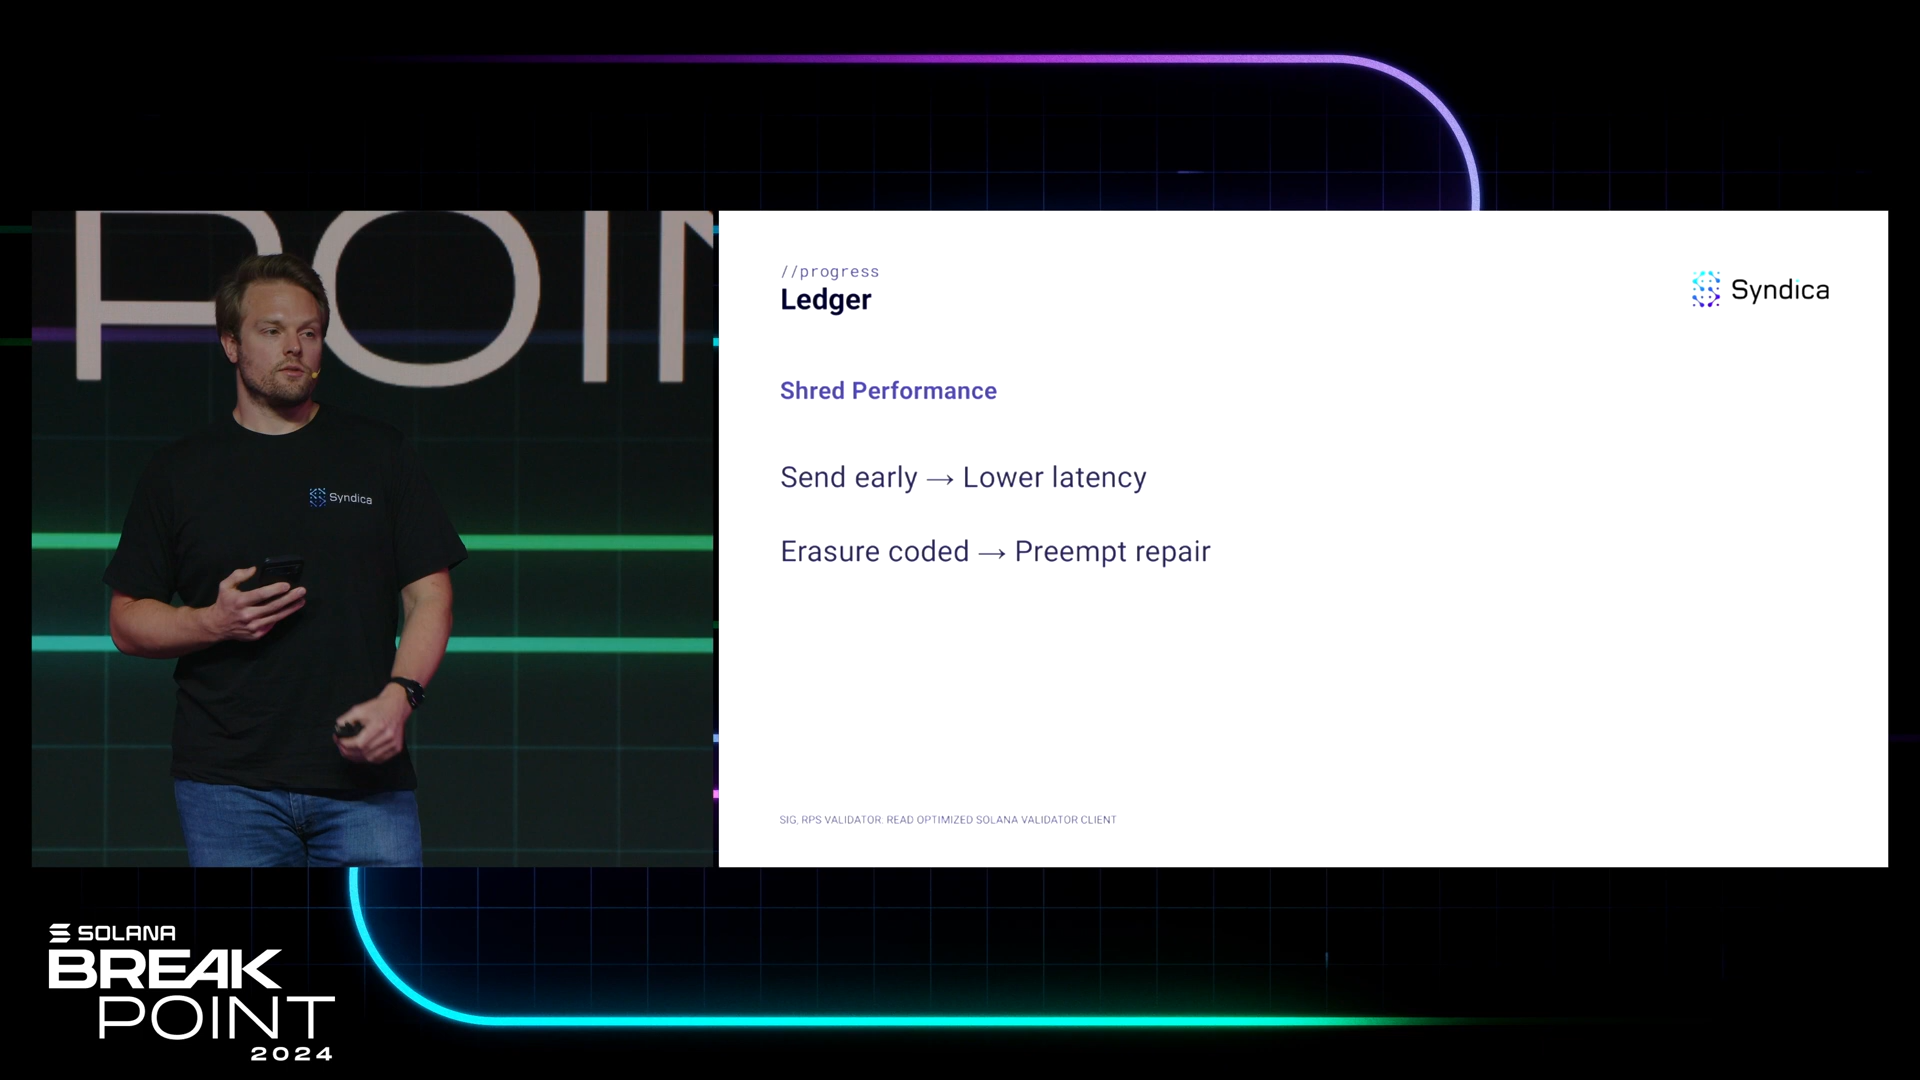 POIN
Syndica
//progress
Ledger
Syndica
Shred Performance
Send early → Lower latency
Erasure coded → Preempt repair
SIG, RPS VALIDATOR. READ OPTIMIZED SOLANA VALIDATOR CLIENT
SOLANA
BREAK
POINT
2024